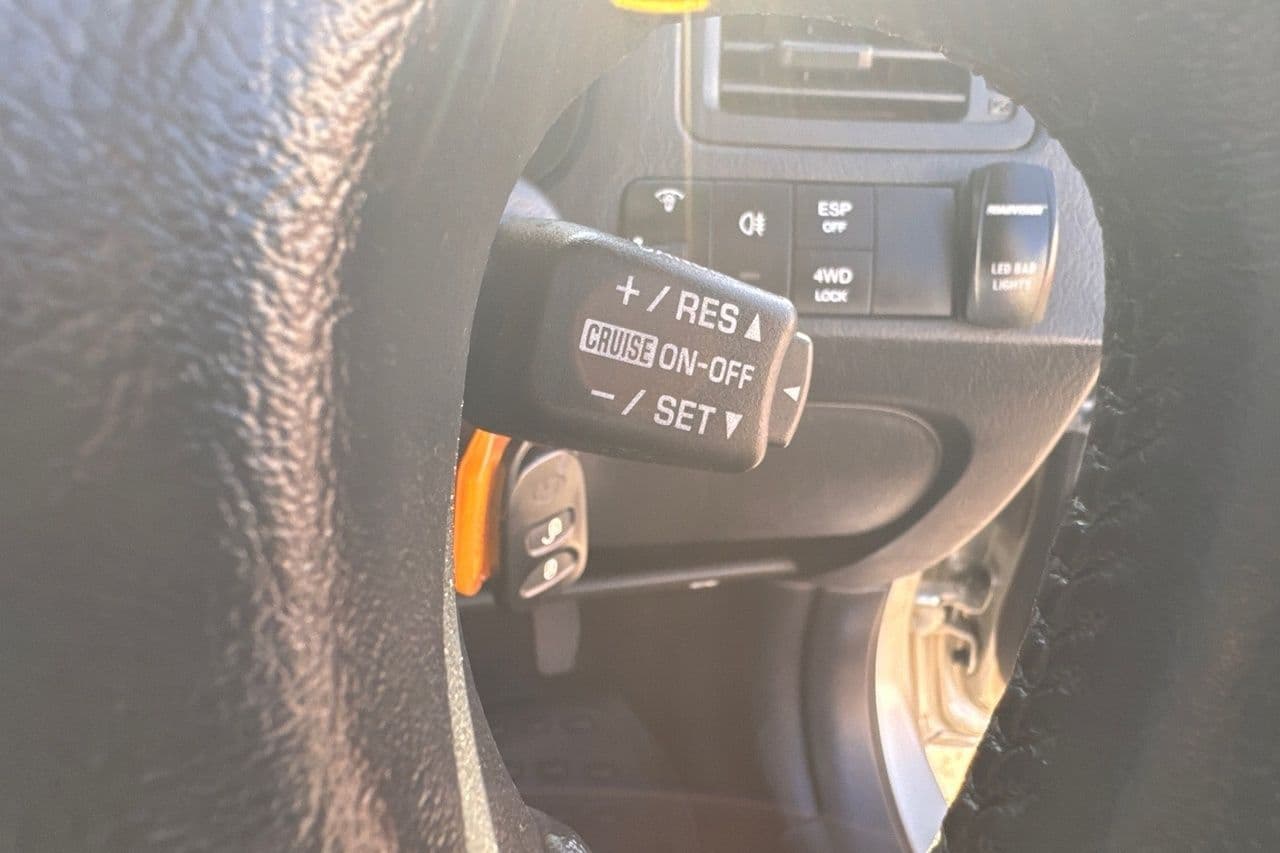 ESP
OFF
4WD
LOCK
LED BAR
LIGHTS
+ / RES ▲
CRUISE ON-OFF
− / SET ▼